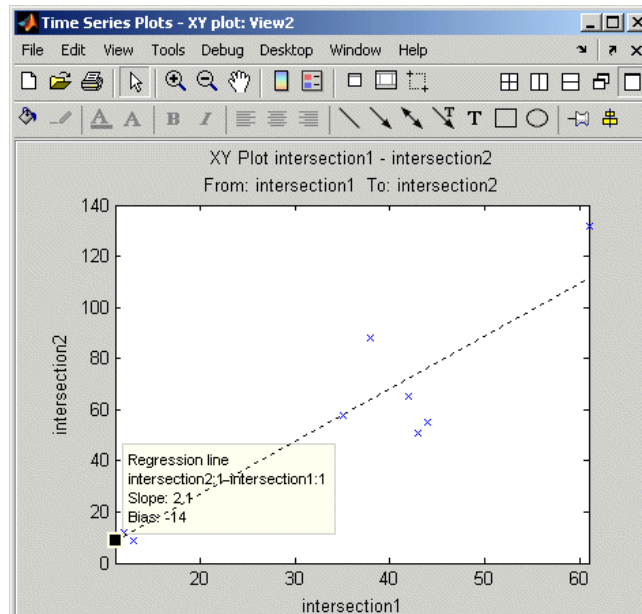 Time Series Plots - XY plot: View2
File Edit View Tools Debug Desktop Window Help
A A B I T T
XY Plot intersection1 - intersection2
From: intersection1 To: intersection2
140
120
100
80
60
40
20
0
intersection2
Regression line
intersection2:1-intersection1:1
Slope: 2.1
Bias: -14
20 30 40 50 60
intersection1